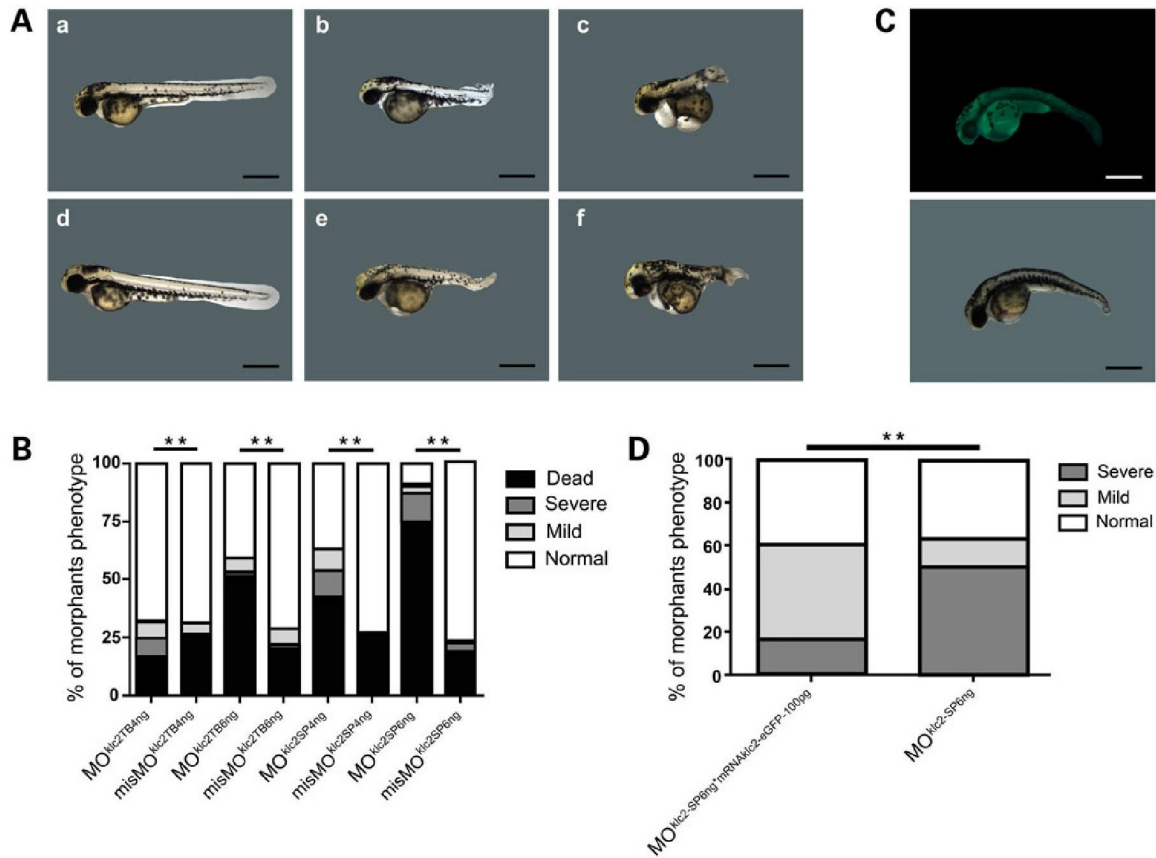 A
a
b
c
d
e
f
C
B
% of morphants phenotype
100
75
50
25
0
** ** ** **
Dead
Severe
Mild
Normal
MOklc2TB4ng
misMOklc2TB4ng
MOklc2TB6ng
misMOklc2TB6ng
MOklc2SP4ng
misMOklc2SP4ng
MOklc2SP6ng
misMOklc2SP6ng
D
% of morphants phenotype
100
80
60
40
20
0
**
Severe
Mild
Normal
MOklc2-SP6ng*mRNAklc2-eGFP-100pg
MOklc2-SP6ng